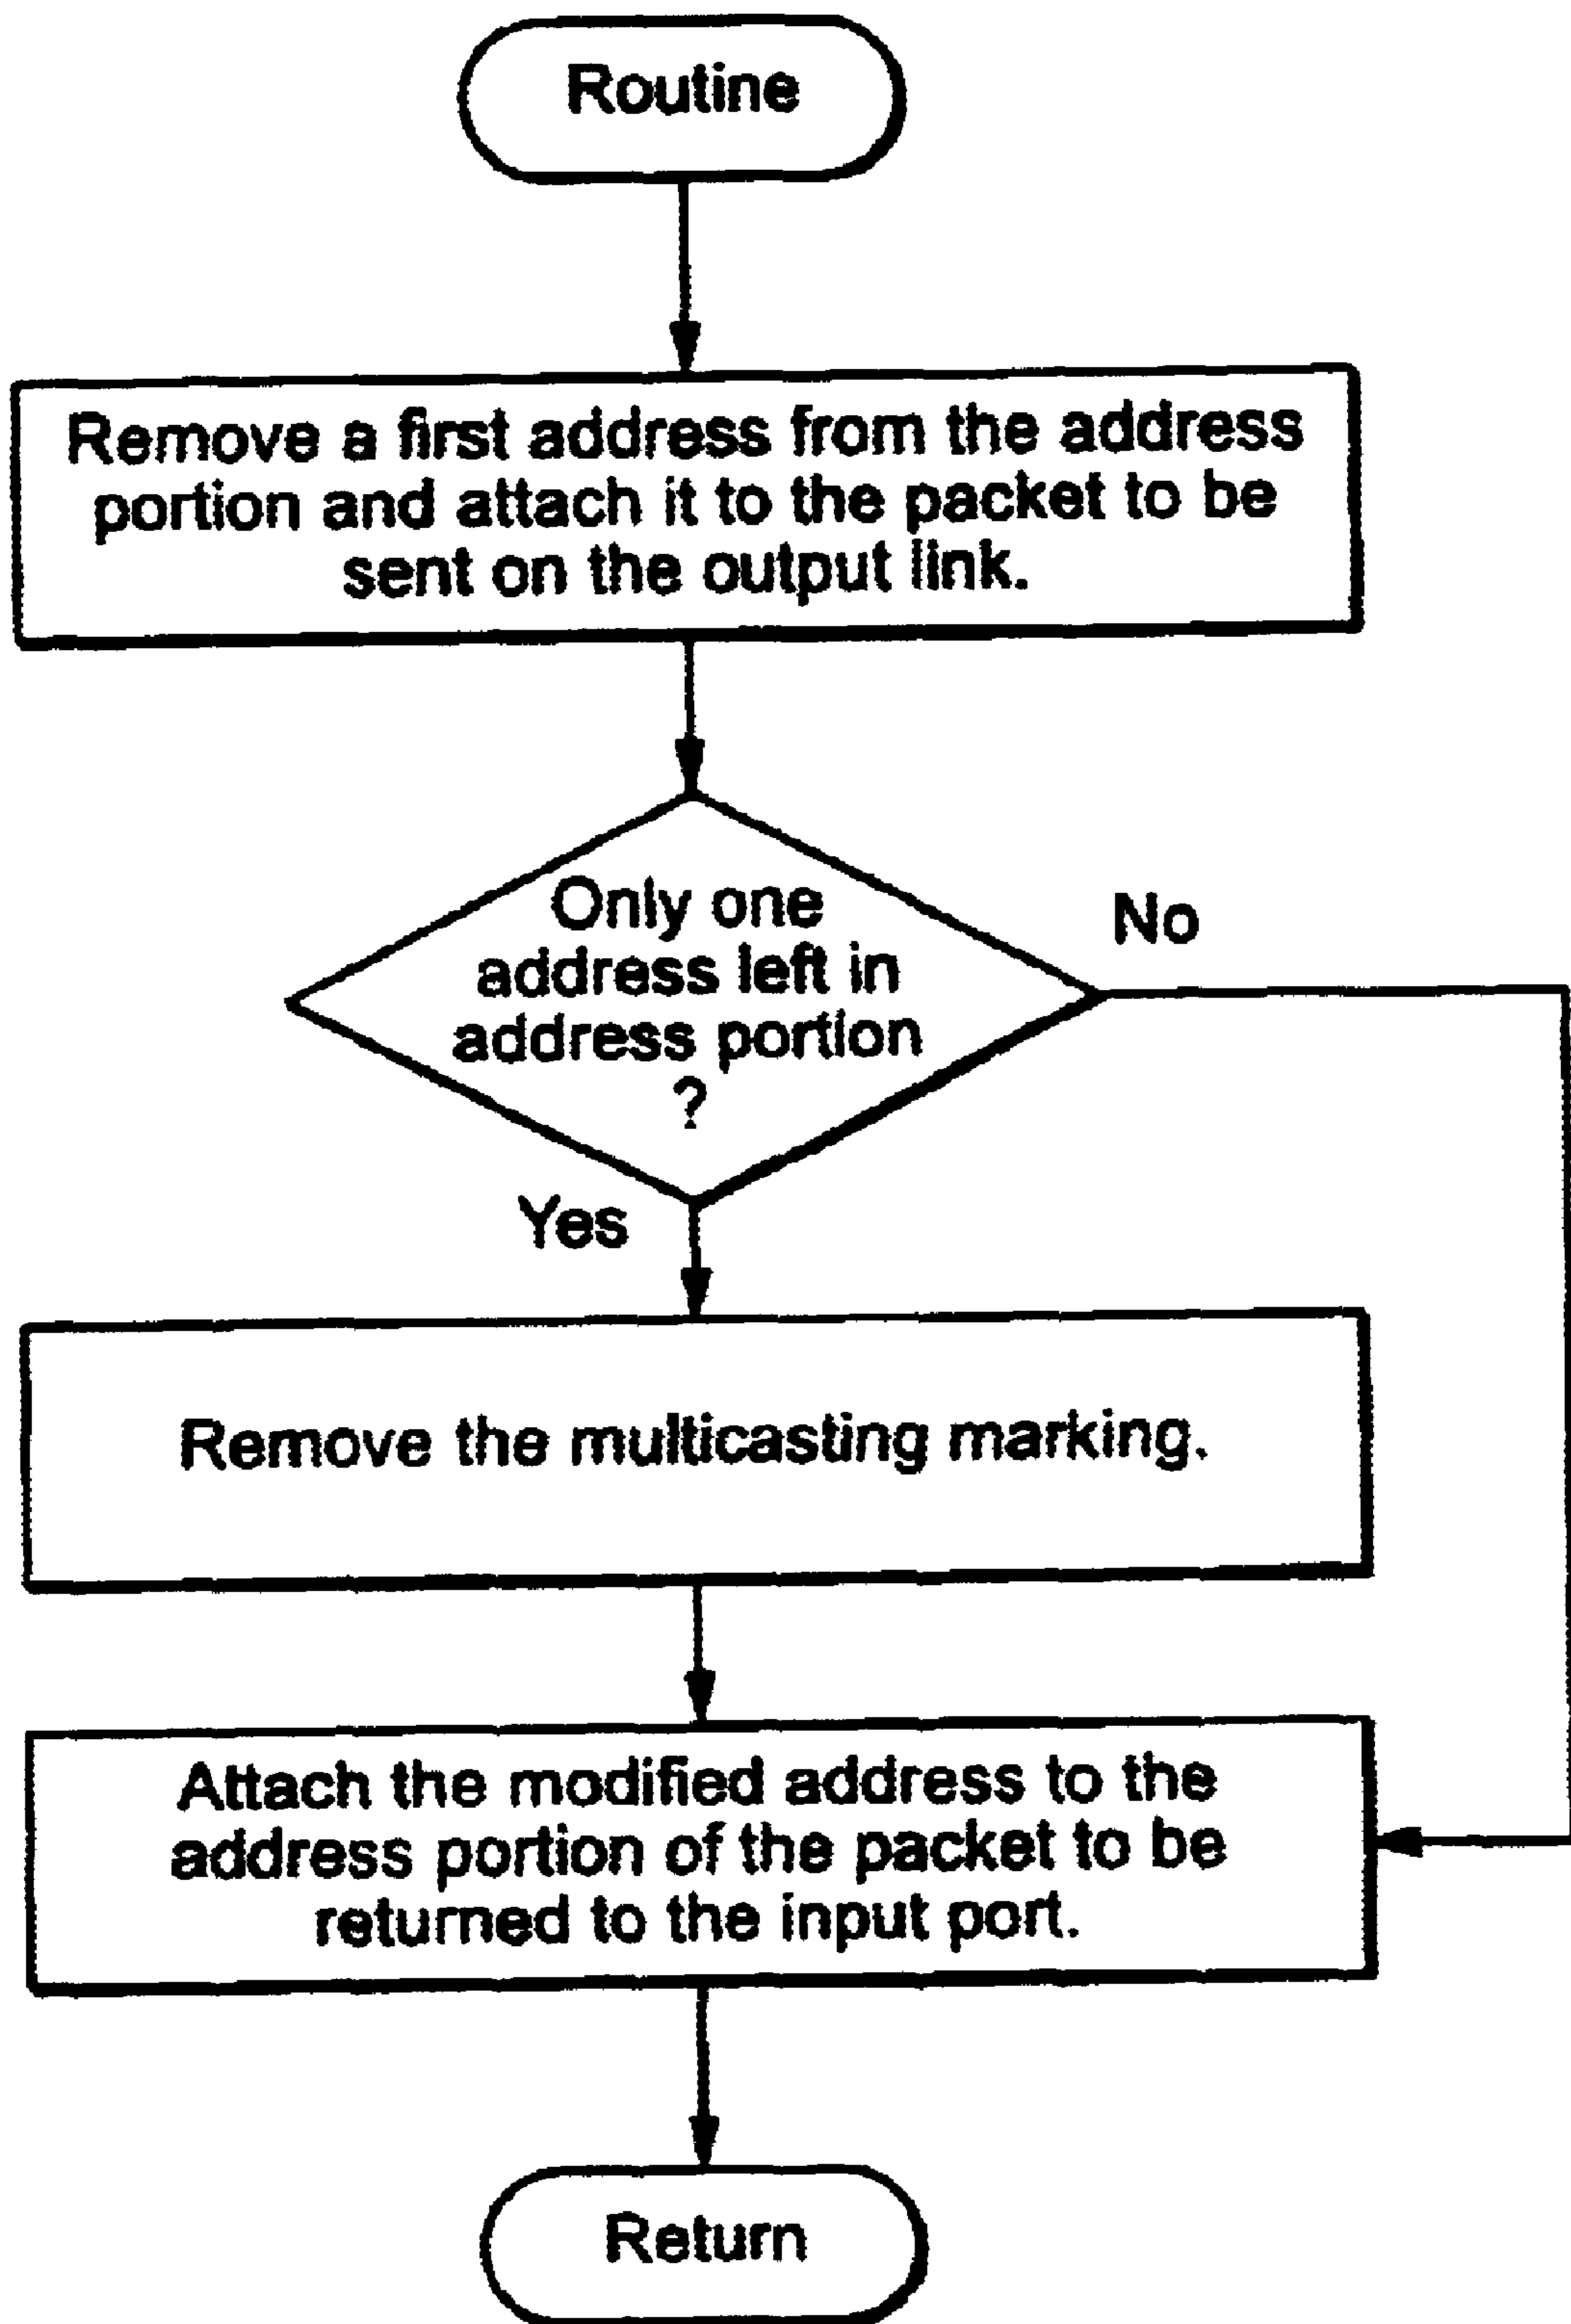 Routine
Remove a first address from the address
portion and attach it to the packet to be
sent on the output link.
Only one
address left in
address portion
?
No
Yes
Remove the multicasting marking.
Attach the modified address to the
address portion of the packet to be
returned to the input port.
Return